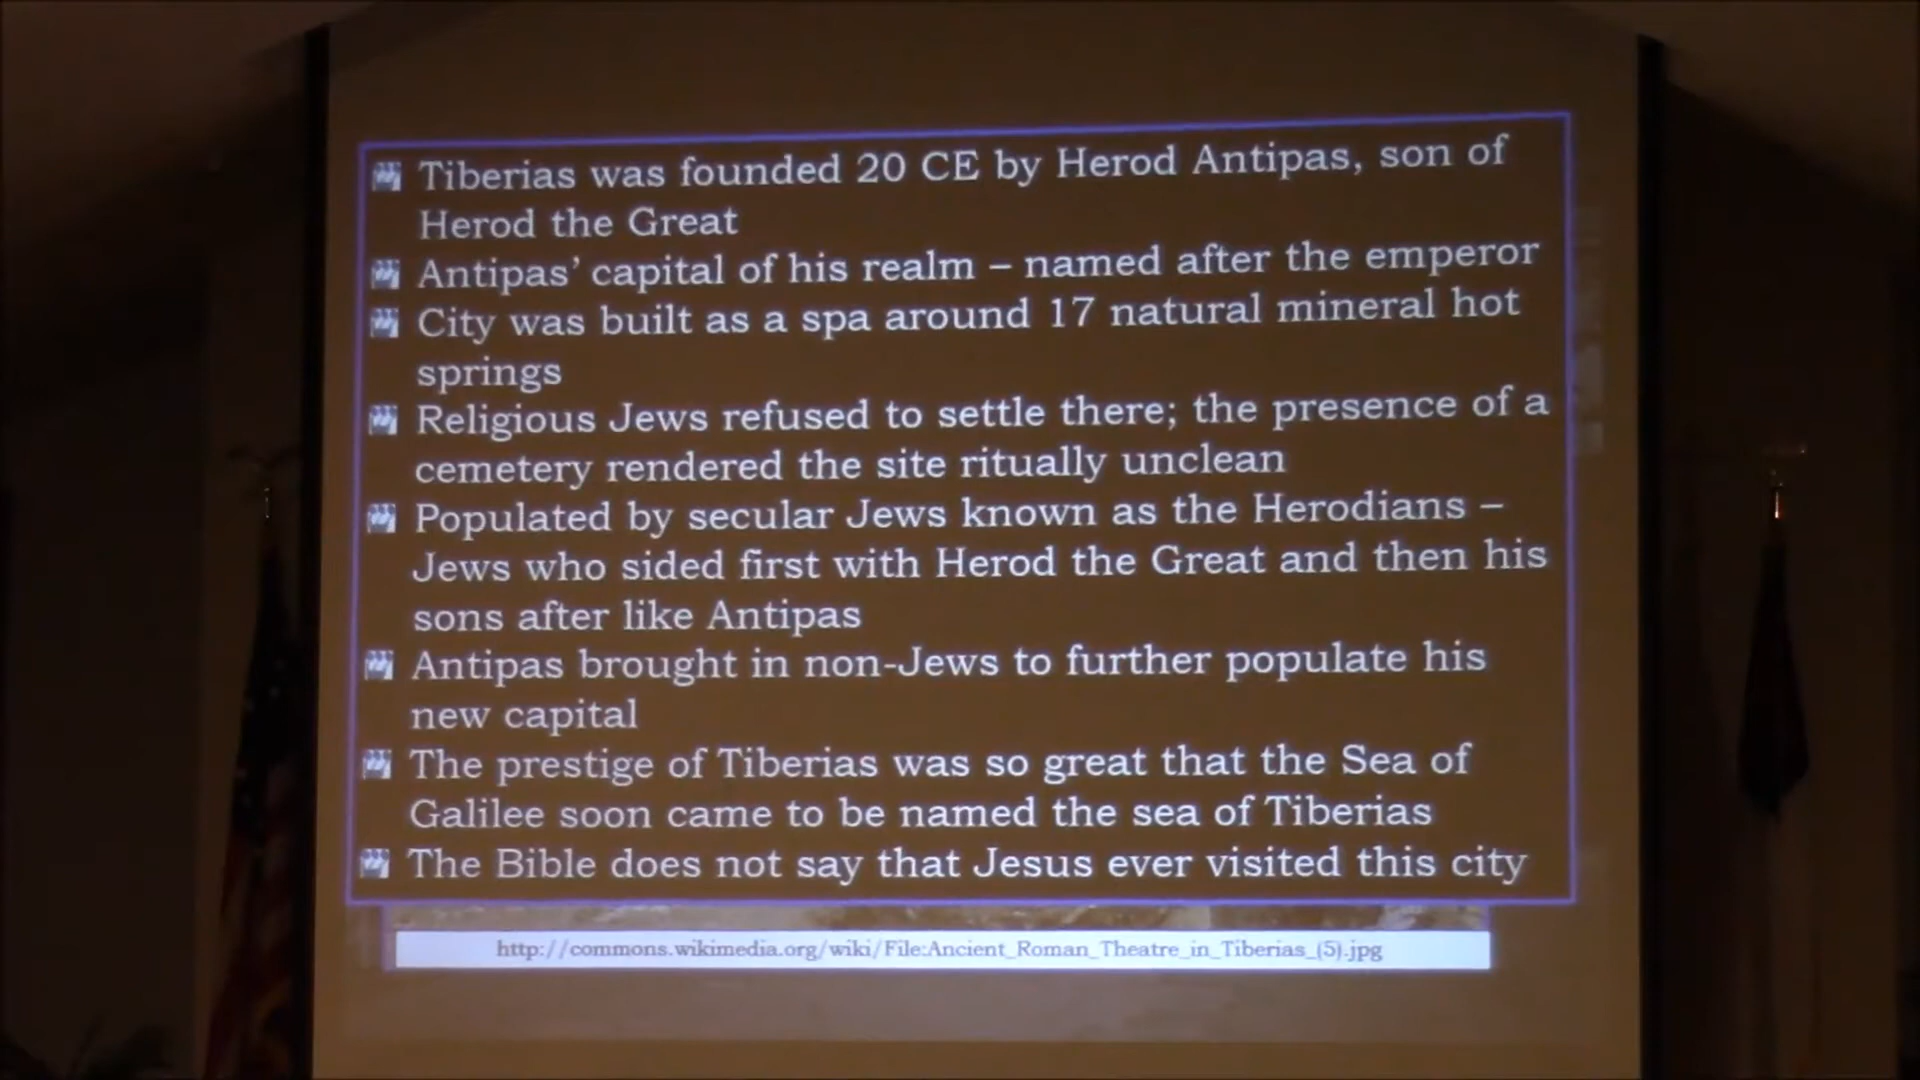 Tiberias was founded 20 CE by Herod Antipas, son of
Herod the Great
Antipas’ capital of his realm – named after the emperor
City was built as a spa around 17 natural mineral hot
springs
Religious Jews refused to settle there; the presence of a
cemetery rendered the site ritually unclean
Populated by secular Jews known as the Herodians –
Jews who sided first with Herod the Great and then his
sons after like Antipas
Antipas brought in non-Jews to further populate his
new capital
The prestige of Tiberias was so great that the Sea of
Galilee soon came to be named the sea of Tiberias
The Bible does not say that Jesus ever visited this city
http://commons.wikimedia.org/wiki/File:Ancient_Roman_Theatre_in_Tiberias_(5).jpg